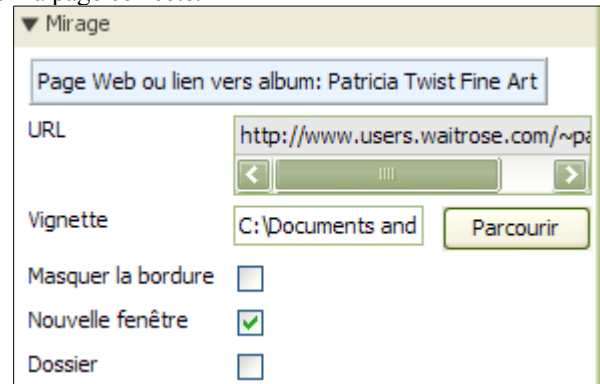 ▼ Mirage
Page Web ou lien vers album: Patricia Twist Fine Art
URL
http://www.users.waitrose.com/~pa
Vignette
C:\Documents and
Parcourir
Masquer la bordure
Nouvelle fenêtre
Dossier